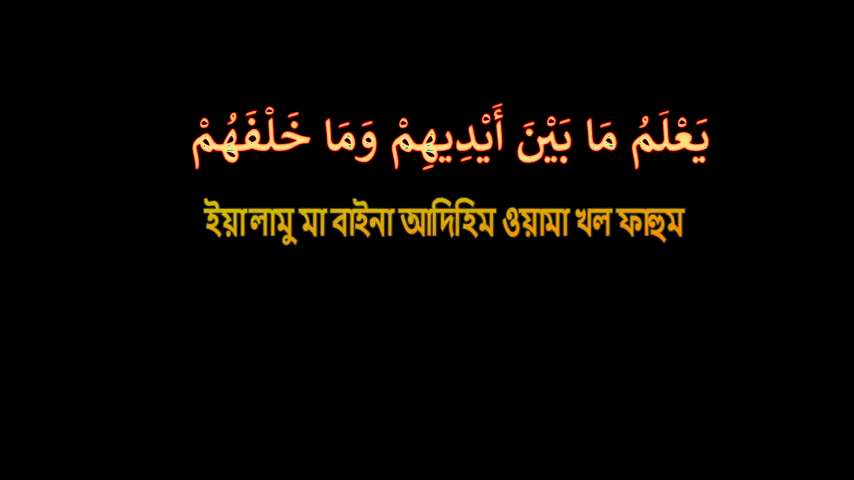 يَعْلَمُ مَا بَيْنَ أَيْدِيهِمْ وَمَا خَلْفَهُمْ
ইয়া লামু মা বাইনা আদিহিম ওয়ামা খল ফাহুম